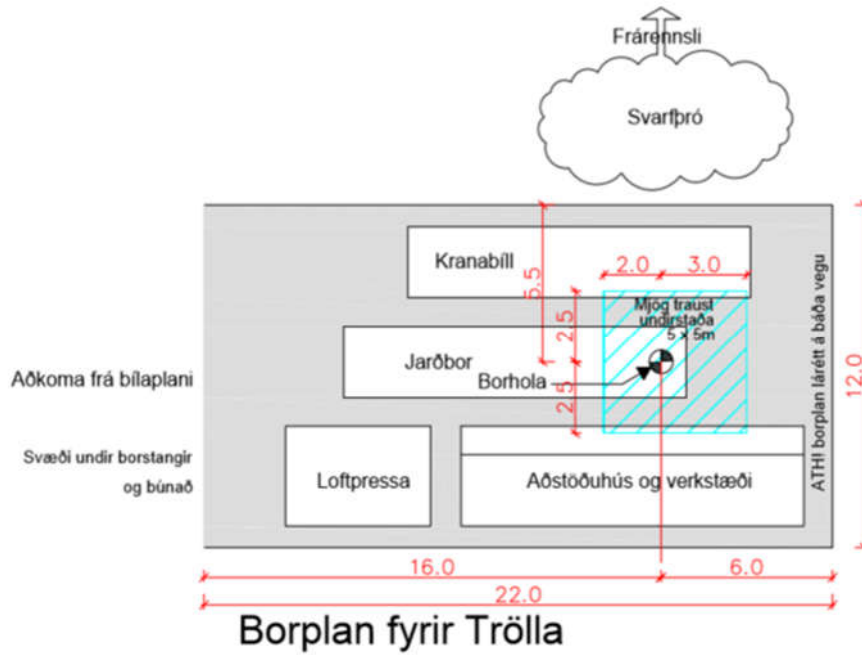 Frárennsli
Svarfþró
Kranabíll
2.0
3.0
5.5
2.5
Mjög traust
undirstaða
5 x 5m
Jarðbor
Borhola
2.5
Aðkoma frá bílaplani
Svæði undir borstangir
og búnað
Loftpressa
Aðstöðuhús og verkstæði
ATH! borplan lárétt á báða vegu
12.0
16.0
6.0
22.0
Borplan fyrir Trölla